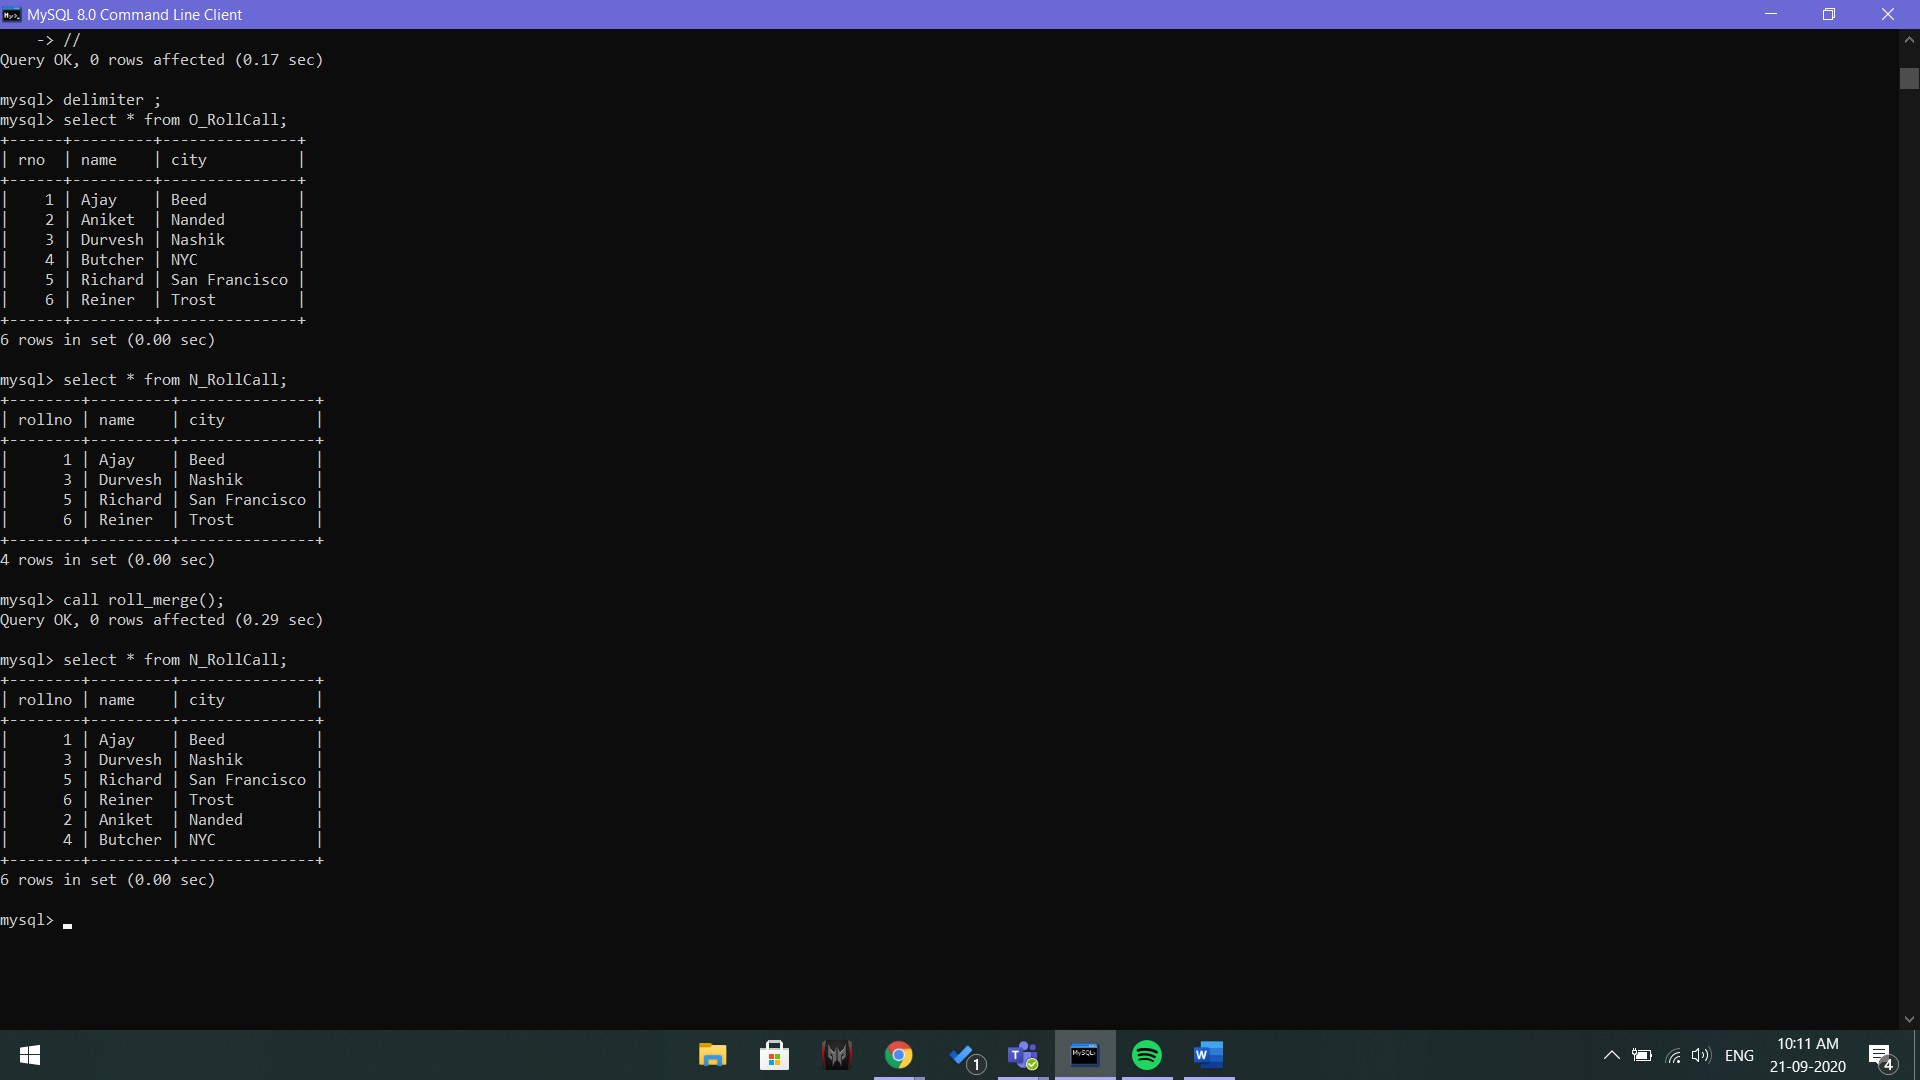 MySQL 8.0 Command Line Client
    -> //
Query OK, 0 rows affected (0.17 sec)

mysql> delimiter ;
mysql> select * from O_RollCall;
+------+---------+---------------+
| rno  | name    | city          |
+------+---------+---------------+
|    1 | Ajay    | Beed          |
|    2 | Aniket  | Nanded        |
|    3 | Durvesh | Nashik        |
|    4 | Butcher | NYC           |
|    5 | Richard | San Francisco |
|    6 | Reiner  | Trost         |
+------+---------+---------------+
6 rows in set (0.00 sec)

mysql> select * from N_RollCall;
+--------+---------+---------------+
| rollno | name    | city          |
+--------+---------+---------------+
|      1 | Ajay    | Beed          |
|      3 | Durvesh | Nashik        |
|      5 | Richard | San Francisco |
|      6 | Reiner  | Trost         |
+--------+---------+---------------+
4 rows in set (0.00 sec)

mysql> call roll_merge();
Query OK, 0 rows affected (0.29 sec)

mysql> select * from N_RollCall;
+--------+---------+---------------+
| rollno | name    | city          |
+--------+---------+---------------+
|      1 | Ajay    | Beed          |
|      3 | Durvesh | Nashik        |
|      5 | Richard | San Francisco |
|      6 | Reiner  | Trost         |
|      2 | Aniket  | Nanded        |
|      4 | Butcher | NYC           |
+--------+---------+---------------+
6 rows in set (0.00 sec)

mysql>
1
T
MySQL
W
ENG
10:11 AM
21-09-2020
4